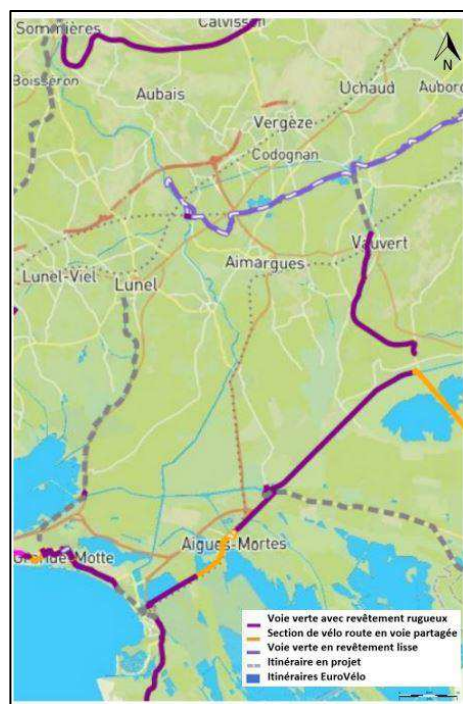 Calvisson
Sommières
N
Boisseron
Uchaud
Aubais
Aubord
Vergèze
Codognan
Vauvert
Aimargues
Lunel-Viel
Lunel
Aigues-Mortes
Grande-Motte
Voie verte avec revêtement rugueux
Section de vélo route en voie partagée
Voie verte en revêtement lisse
Itinéraire en projet
Itinéraires EuroVélo